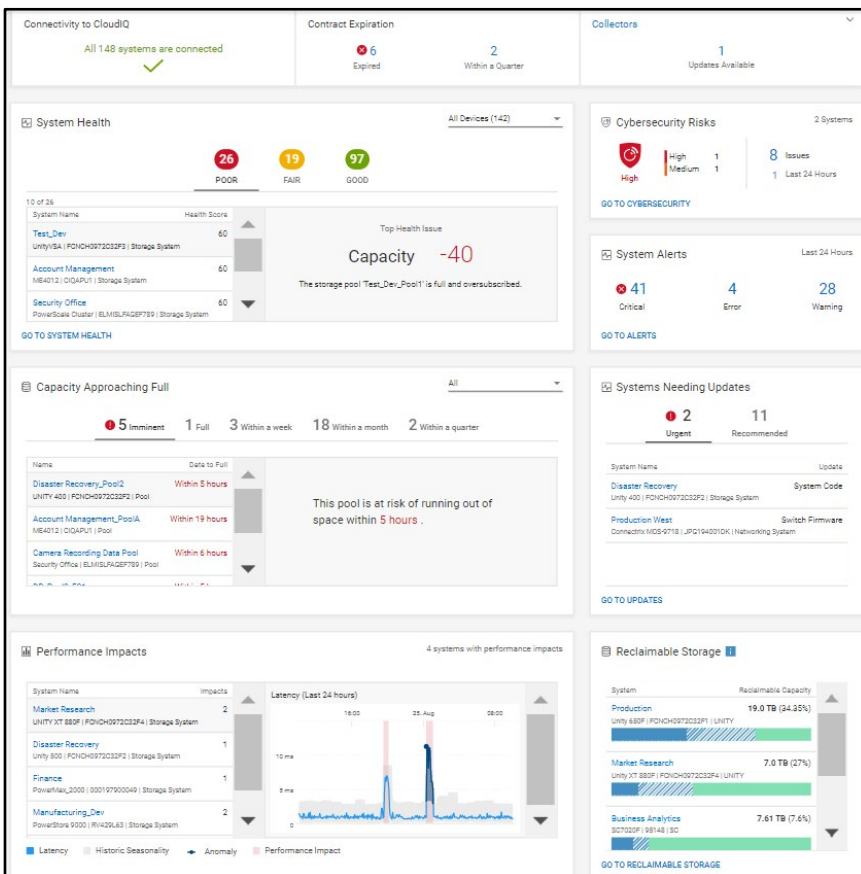 Connectivity to CloudIQ
All 148 systems are connected
Contract Expiration
6
Expired
2
Within a Quarter
Collectors
1
Updates Available
System Health
All Devices (142)
26
POOR
19
FAIR
97
GOOD
10 of 26
System Name Health Score
Test_Dev 60
UnityVSA | FCNCH0972C32F3 | Storage System
Account Management 60
ME4012 | CIQAPU1 | Storage System
Security Office 60
PowerScale Cluster | ELMISLFAGEF789 | Storage System
Top Health Issue
Capacity -40
The storage pool 'Test_Dev_Pool1' is full and oversubscribed.
GO TO SYSTEM HEALTH
Cybersecurity Risks 2 Systems
High
High 1
Medium 1
8 Issues
1 Last 24 Hours
GO TO CYBERSECURITY
System Alerts Last 24 Hours
41
Critical
4
Error
28
Warning
GO TO ALERTS
Capacity Approaching Full
All
5 Imminent 1 Full 3 Within a week 18 Within a month 2 Within a quarter
Name Date to Full
Disaster Recovery_Pool2 Within 5 hours
UNITY 400 | FCNCH0972C32F2 | Pool
Account Management_PoolA Within 19 hours
ME4012 | CIQAPU1 | Pool
Camera Recording Data Pool Within 6 hours
Security Office | ELMISLFAGEF789 | Pool
This pool is at risk of running out of
space within 5 hours .
Systems Needing Updates
2
Urgent
11
Recommended
System Name Update
Disaster Recovery System Code
Unity 400 | FCNCH0972C32F2 | Storage System
Production West Switch Firmware
Connectrix MDS-9718 | JPG194001DK | Networking System
GO TO UPDATES
Performance Impacts 4 systems with performance impacts
System Name Impacts
Market Research 2
UNITY XT 880F | FCNCH0972C32F4 | Storage System
Disaster Recovery 1
Unity 500 | FCNCH0972C32F2 | Storage System
Finance 1
PowerMax_2000 | 000197900049 | Storage System
Manufacturing_Dev 2
PowerStore 9000 | RV429L63 | Storage System
Latency (Last 24 hours)
16:00 25. Aug 08:00
10 ms
5 ms
0
Latency Historic Seasonality Anomaly Performance Impact
Reclaimable Storage
System Reclaimable Capacity
Production 19.0 TB (34.35%)
Unity 650F | FCNCH0972C32F1 | UNITY
Market Research 7.0 TB (27%)
Unity XT 880F | FCNCH0972C32F4 | UNITY
Business Analytics 7.61 TB (7.6%)
SC7020F | 98148 | SC
GO TO RECLAIMABLE STORAGE